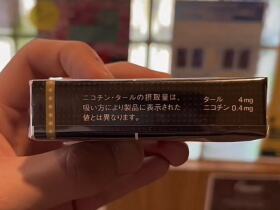 ニコチン・タールの摂取量は、
吸い方により製品に表示された
値とは異なります。
タール 4mg
ニコチン 0.4mg